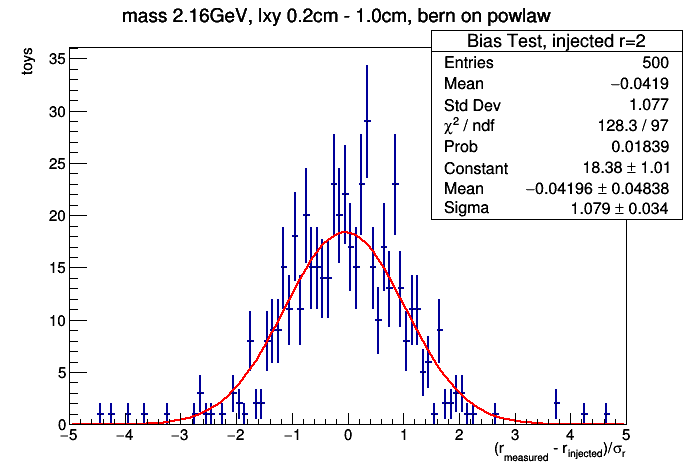 mass 2.16GeV, lxy 0.2cm - 1.0cm, bern on powlaw
Bias Test, injected r=2
Entries 500
Mean −0.0419
Std Dev 1.077
χ² / ndf 128.3 / 97
Prob 0.01839
Constant 18.38 ± 1.01
Mean −0.04196 ± 0.04838
Sigma 1.079 ± 0.034
toys
35
30
25
20
15
10
5
0
−5 −4 −3 −2 −1 0 1 2 3 4 5
(r_measured - r_injected)/σ_r